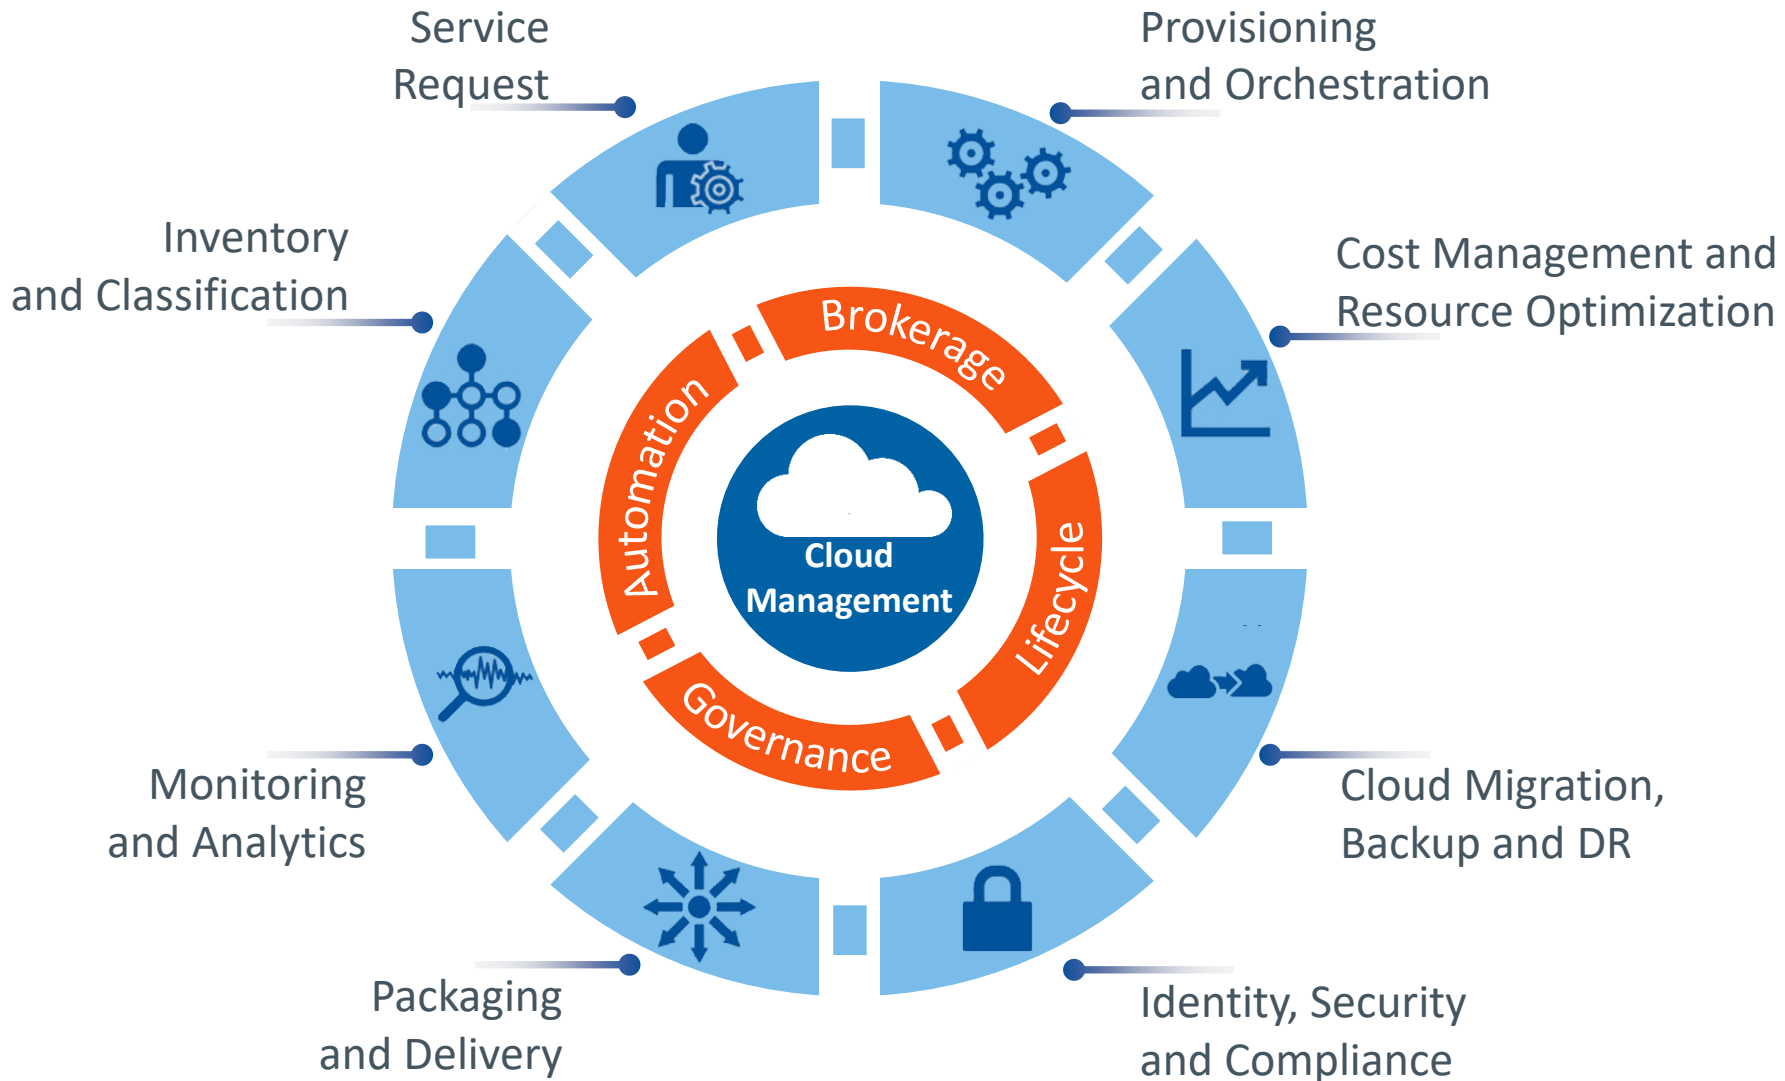 Service
Request
Provisioning
and Orchestration
Inventory
and Classification
Cost Management and
Resource Optimization
Brokerage
Automation
Lifecycle
Governance
Cloud
Management
Monitoring
and Analytics
Cloud Migration,
Backup and DR
Packaging
and Delivery
Identity, Security
and Compliance